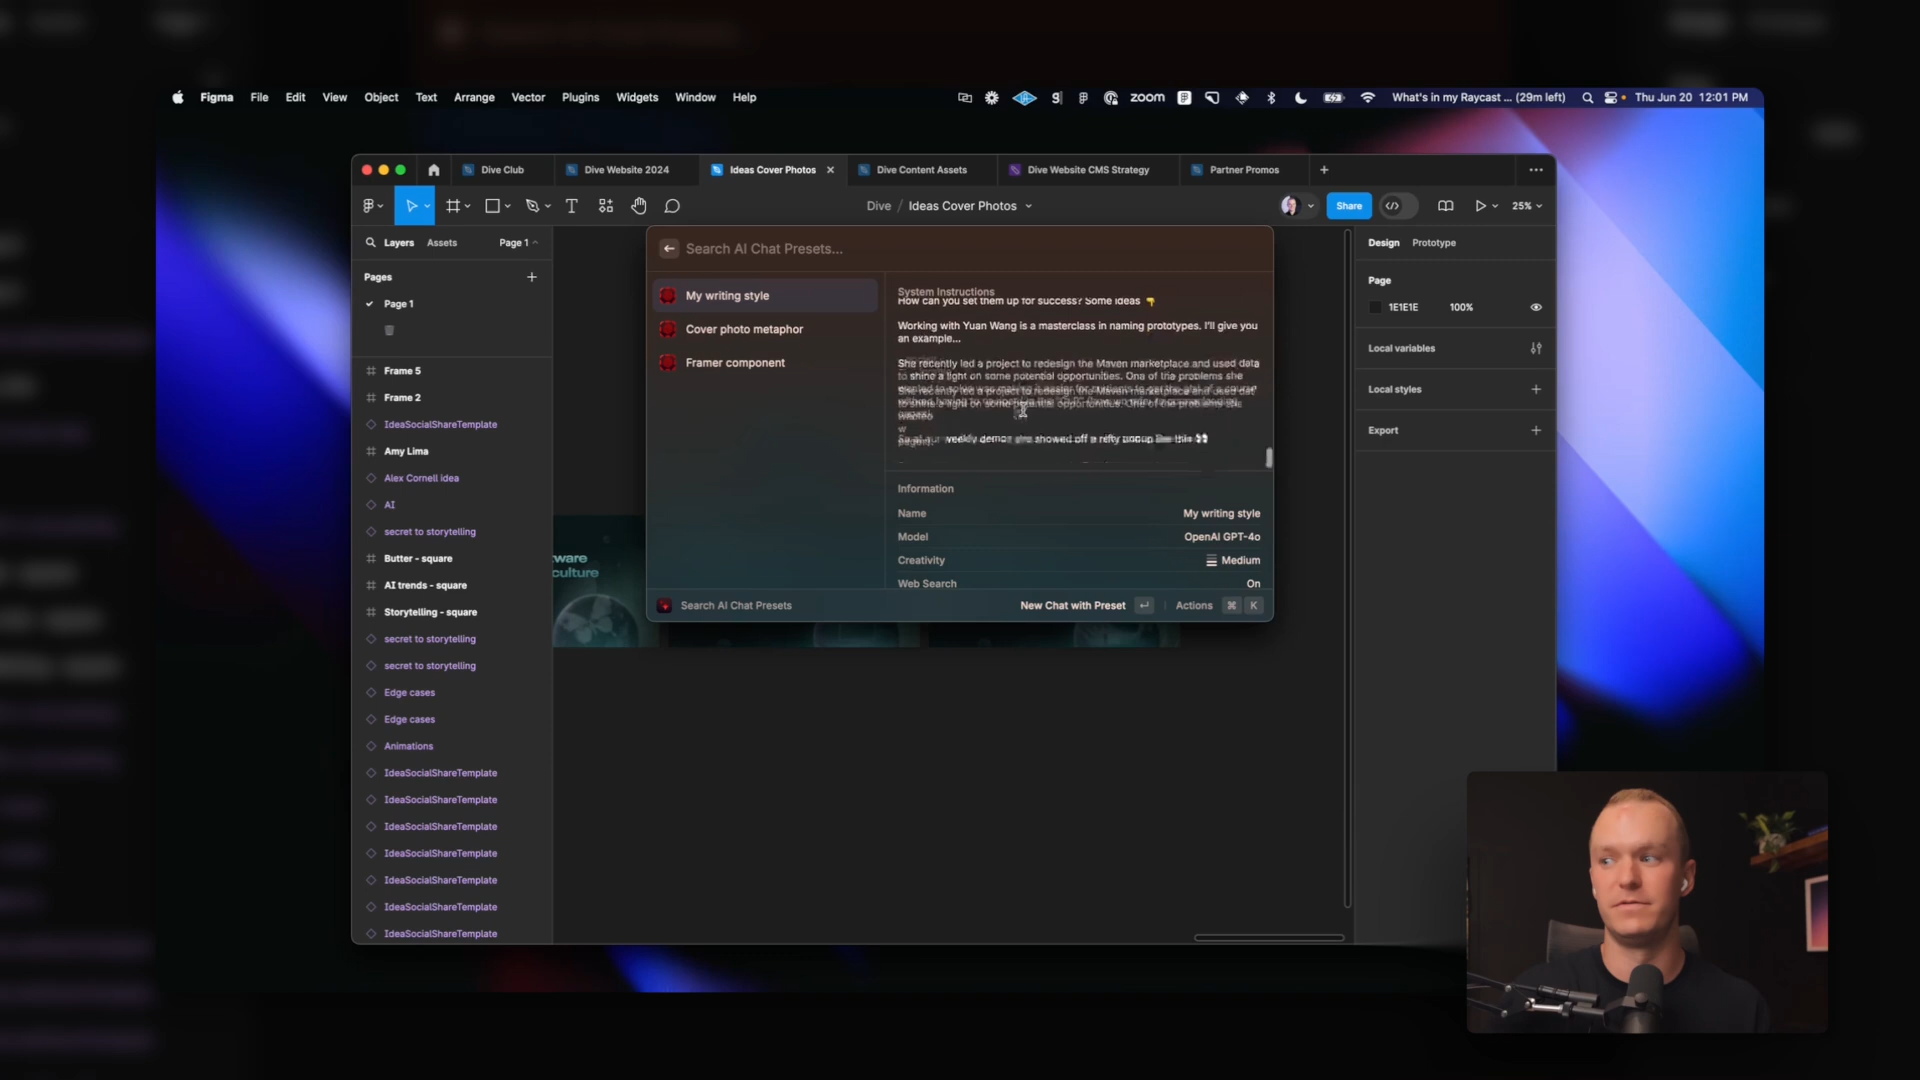 Figma File Edit View Object Text Arrange Vector Plugins Widgets Window Help
zoom What's in my Raycast ... (29m left) Thu Jun 20 12:01 PM
Dive Club Dive Website 2024 Ideas Cover Photos Dive Content Assets Dive Website CMS Strategy Partner Promos
Dive / Ideas Cover Photos Share 25%
Layers Assets Page 1
Pages
Page 1
Frame 5
Frame 2
IdeaSocialShareTemplate
Amy Lima
Alex Cornell idea
AI
secret to storytelling
Butter - square
AI trends - square
Storytelling - square
secret to storytelling
secret to storytelling
Edge cases
Edge cases
Animations
IdeaSocialShareTemplate
IdeaSocialShareTemplate
IdeaSocialShareTemplate
IdeaSocialShareTemplate
IdeaSocialShareTemplate
IdeaSocialShareTemplate
IdeaSocialShareTemplate
ware
culture
Search AI Chat Presets...
My writing style
Cover photo metaphor
Framer component
System Instructions
How can you set them up for success? Some ideas 👇
Working with Yuan Wang is a masterclass in naming prototypes. I'll give you
an example...
She recently led a project to redesign the Maven marketplace and used data
to shine a light on some potential opportunities. One of the problems she
weekly demos she showed off a nifty like this 👀
Information
Name My writing style
Model OpenAI GPT-4o
Creativity Medium
Web Search On
Search AI Chat Presets New Chat with Preset Actions ⌘ K
Design Prototype
Page
1E1E1E 100%
Local variables
Local styles
Export